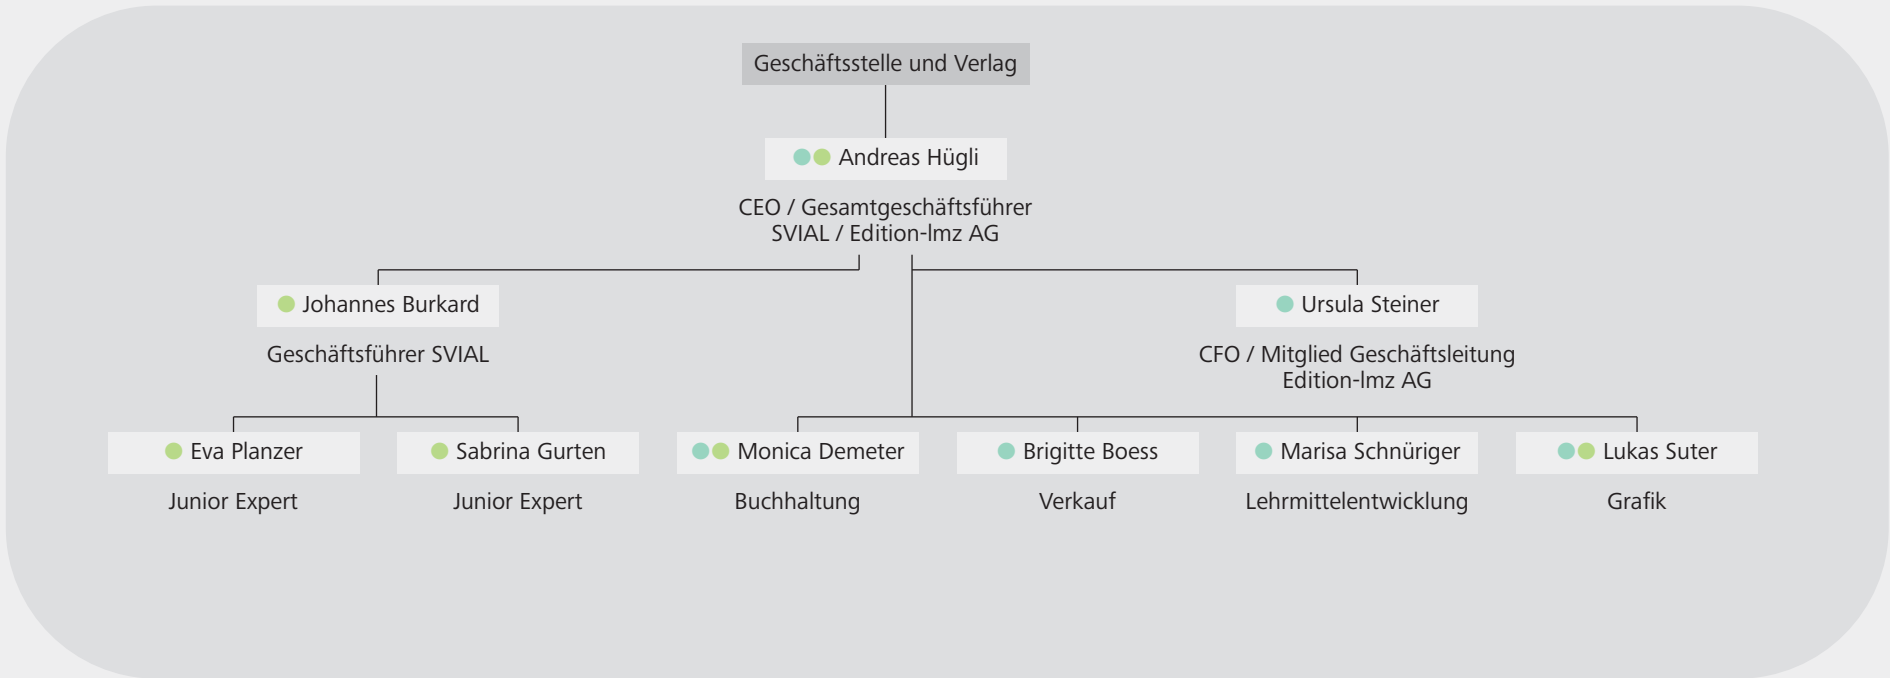 Geschäftsstelle und Verlag
Andreas Hügli
CEO / Gesamtgeschäftsführer
SVIAL / Edition-lmz AG
Johannes Burkard
Geschäftsführer SVIAL
Ursula Steiner
CFO / Mitglied Geschäftsleitung
Edition-lmz AG
Eva Planzer
Junior Expert
Sabrina Gurten
Junior Expert
Monica Demeter
Buchhaltung
Brigitte Boess
Verkauf
Marisa Schnüriger
Lehrmittelentwicklung
Lukas Suter
Grafik